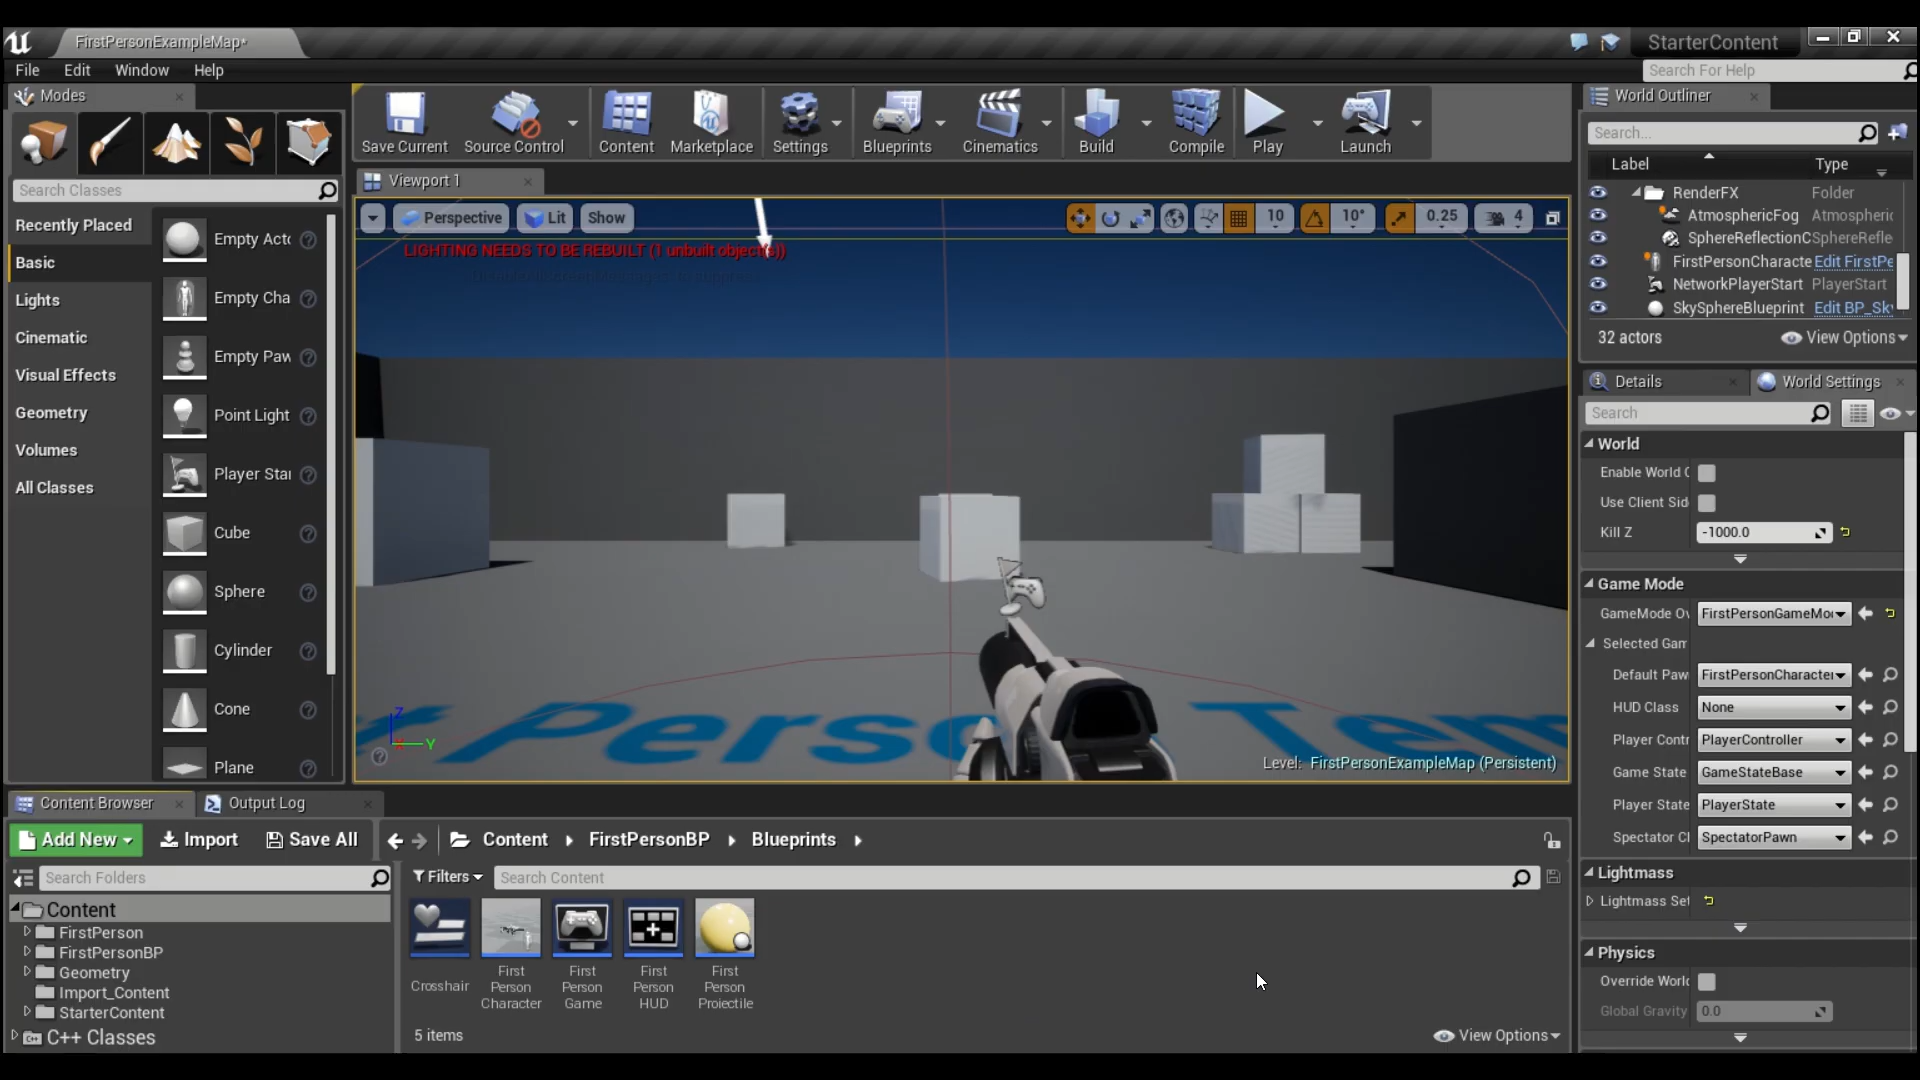 FirstPersonExampleMap*
StarterContent
File Edit Window Help
Search For Help
Modes
Search Classes
Recently Placed
Basic
Lights
Cinematic
Visual Effects
Geometry
Volumes
All Classes
Empty Actc
Empty Cha
Empty Paw
Point Light
Player Star
Cube
Sphere
Cylinder
Cone
Plane
Save Current
Source Control
Content
Marketplace
Settings
Blueprints
Cinematics
Build
Compile
Play
Launch
Viewport 1
Perspective Lit Show
10 10° 0.25 4
LIGHTING NEEDS TO BE REBUILT (1 unbuilt object(s))
Z
X Y
Level: FirstPersonExampleMap (Persistent)
World Outliner
Search...
Label Type
RenderFX Folder
AtmosphericFog Atmospheric
SphereReflectionC SphereRefle
FirstPersonCharacte Edit FirstPe
NetworkPlayerStart PlayerStart
SkySphereBlueprint Edit BP_Sky
32 actors View Options
Details World Settings
Search
World
Enable World C
Use Client Sid
Kill Z -1000.0
Game Mode
GameMode Ov FirstPersonGameMo
Selected Gam
Default Paw FirstPersonCharacter
HUD Class None
Player Contr PlayerController
Game State GameStateBase
Player State PlayerState
Spectator Cl SpectatorPawn
Lightmass
Lightmass Set
Physics
Override World
Global Gravity 0.0
Content Browser Output Log
Add New Import Save All Content FirstPersonBP Blueprints
Search Folders
Filters Search Content
Content
FirstPerson
FirstPersonBP
Geometry
Import_Content
StarterContent
C++ Classes
Crosshair
First
Person
Character
First
Person
Game
First
Person
HUD
First
Person
Projectile
5 items View Options